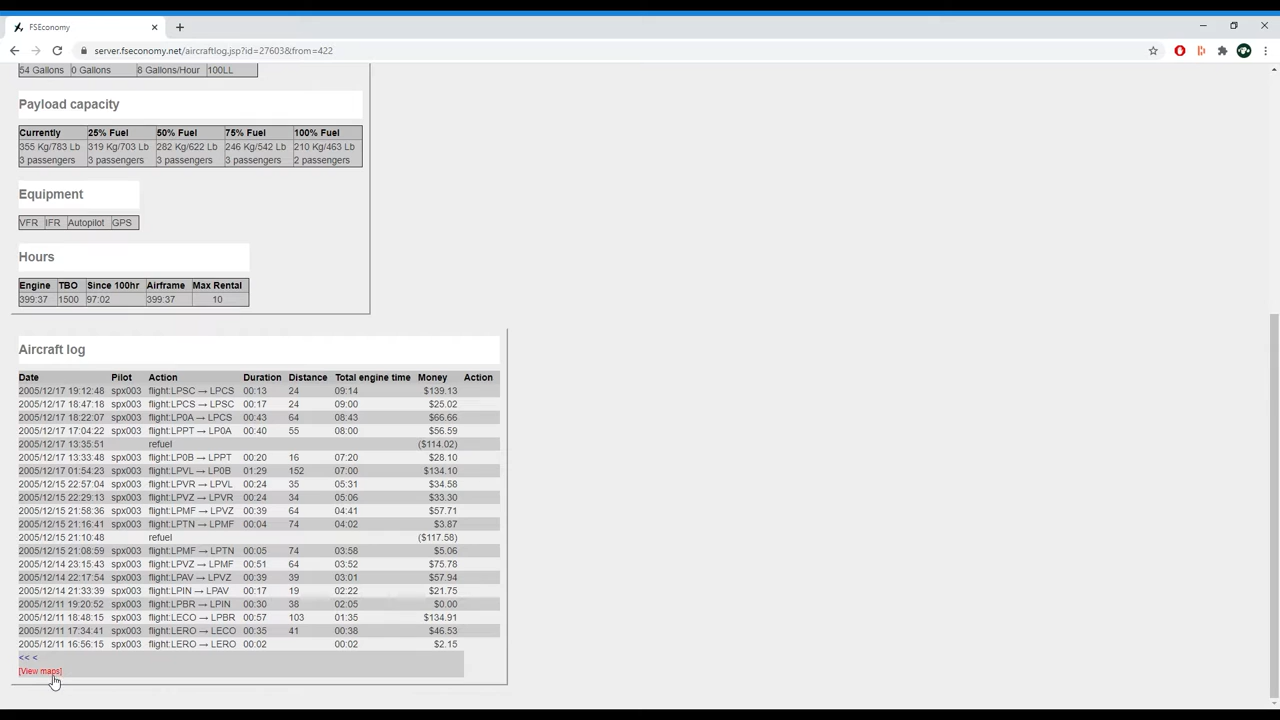 FSEconomy
server.fseconomy.net/aircraftlog.jsp?id=27603&from=422
54 Gallons 0 Gallons 8 Gallons/Hour 100LL
Payload capacity
Currently 25% Fuel 50% Fuel 75% Fuel 100% Fuel
355 Kg/783 Lb 319 Kg/703 Lb 282 Kg/622 Lb 246 Kg/542 Lb 210 Kg/463 Lb
3 passengers 3 passengers 3 passengers 3 passengers 2 passengers
Equipment
VFR IFR Autopilot GPS
Hours
Engine TBO Since 100hr Airframe Max Rental
399:37 1500 97:02 399:37 10
Aircraft log
Date Pilot Action Duration Distance Total engine time Money Action
2005/12/17 19:12:48 spx003 flight:LPSC → LPCS 00:13 24 09:14 $139.13
2005/12/17 18:47:18 spx003 flight:LPCS → LPSC 00:17 24 09:00 $25.02
2005/12/17 18:22:07 spx003 flight:LP0A → LPCS 00:43 64 08:43 $66.66
2005/12/17 17:04:22 spx003 flight:LPPT → LP0A 00:40 55 08:00 $56.59
2005/12/17 13:35:51 refuel ($114.02)
2005/12/17 13:33:48 spx003 flight:LP0B → LPPT 00:20 16 07:20 $28.10
2005/12/17 01:54:23 spx003 flight:LPVL → LP0B 01:29 152 07:00 $134.10
2005/12/15 22:57:04 spx003 flight:LPVR → LPVL 00:24 35 05:31 $34.58
2005/12/15 22:29:13 spx003 flight:LPVZ → LPVR 00:24 34 05:06 $33.30
2005/12/15 21:58:36 spx003 flight:LPMF → LPVZ 00:39 64 04:41 $57.71
2005/12/15 21:16:41 spx003 flight:LPTN → LPMF 00:04 74 04:02 $3.87
2005/12/15 21:10:48 refuel ($117.58)
2005/12/15 21:08:59 spx003 flight:LPMF → LPTN 00:05 74 03:58 $5.06
2005/12/14 23:15:43 spx003 flight:LPVZ → LPMF 00:51 64 03:52 $75.78
2005/12/14 22:17:54 spx003 flight:LPAV → LPVZ 00:39 39 03:01 $57.94
2005/12/14 21:33:39 spx003 flight:LPIN → LPAV 00:17 19 02:22 $21.75
2005/12/11 19:20:52 spx003 flight:LPBR → LPIN 00:30 38 02:05 $0.00
2005/12/11 18:48:15 spx003 flight:LECO → LPBR 00:57 103 01:35 $134.91
2005/12/11 17:34:41 spx003 flight:LERO → LECO 00:35 41 00:38 $46.53
2005/12/11 16:56:15 spx003 flight:LERO → LERO 00:02 00:02 $2.15
<< <
[View maps]